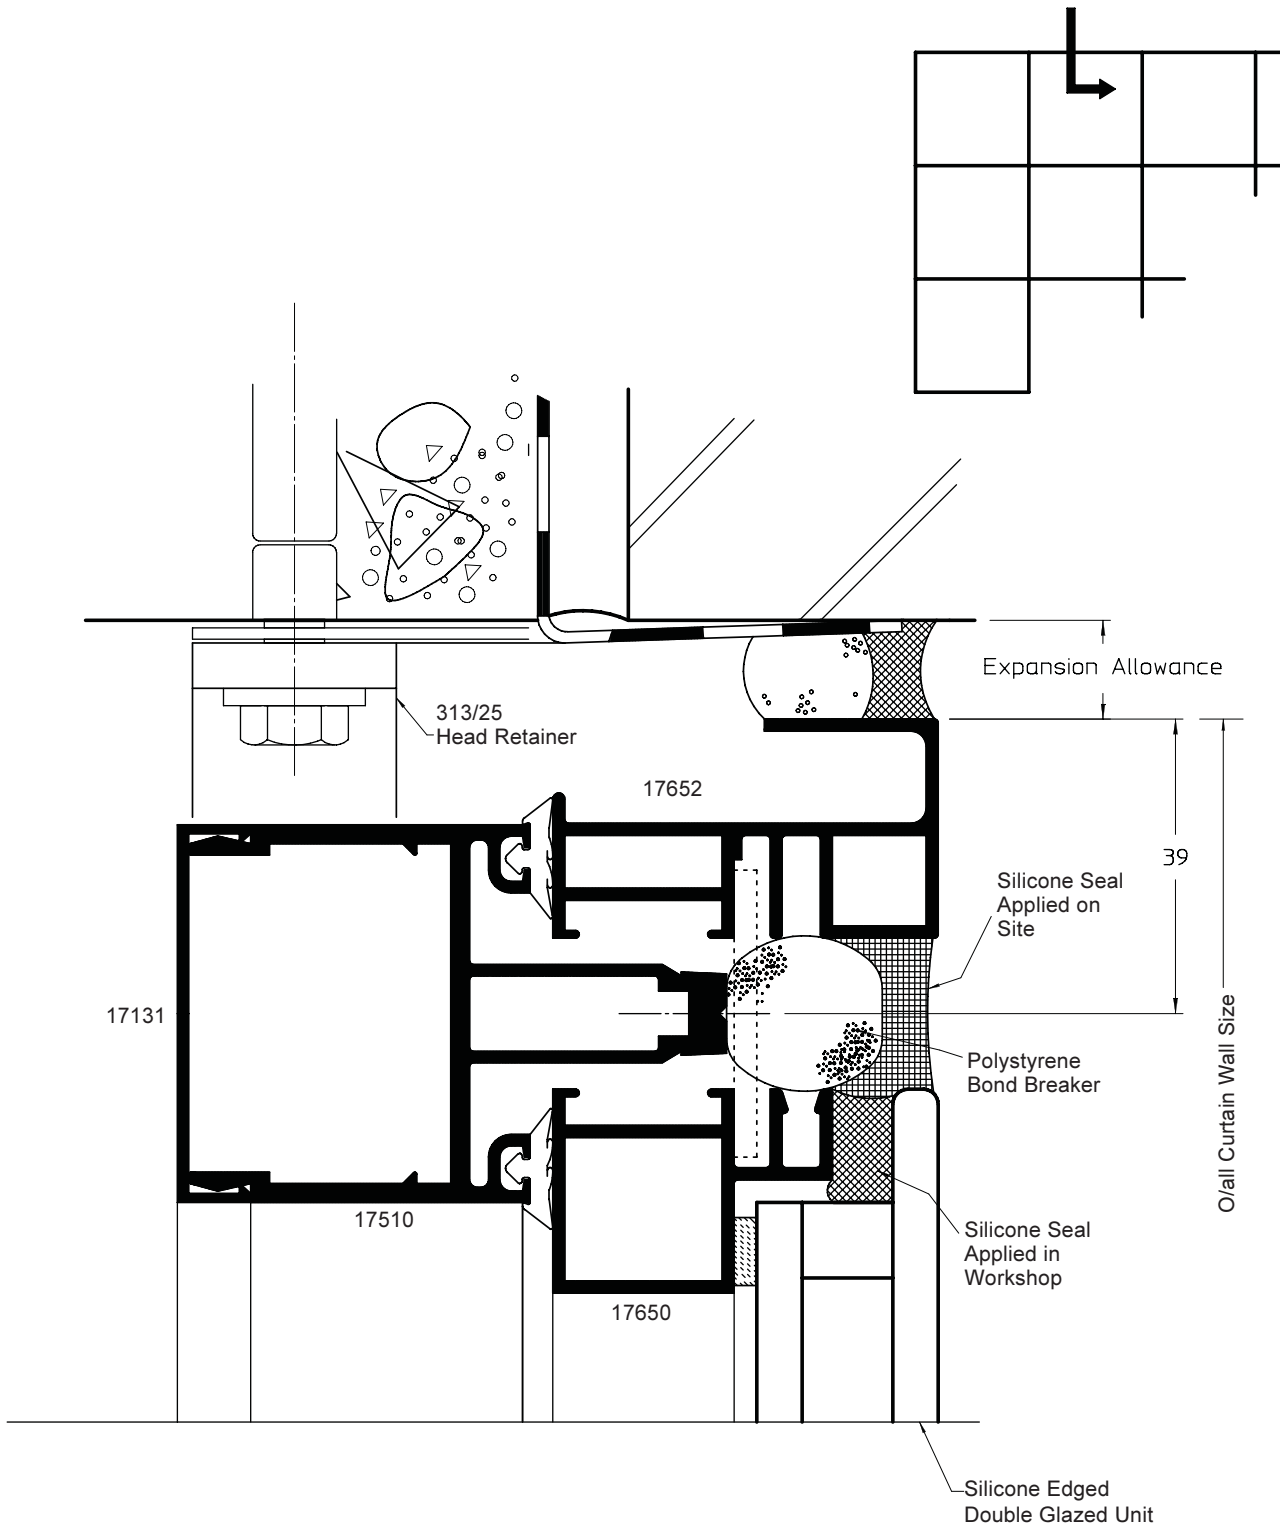 Expansion Allowance
313/25
Head Retainer
17652
39
Silicone Seal
Applied on
Site
17131
O/all Curtain Wall Size
Polystyrene
Bond Breaker
17510
Silicone Seal
Applied in
Workshop
17650
Silicone Edged
Double Glazed Unit